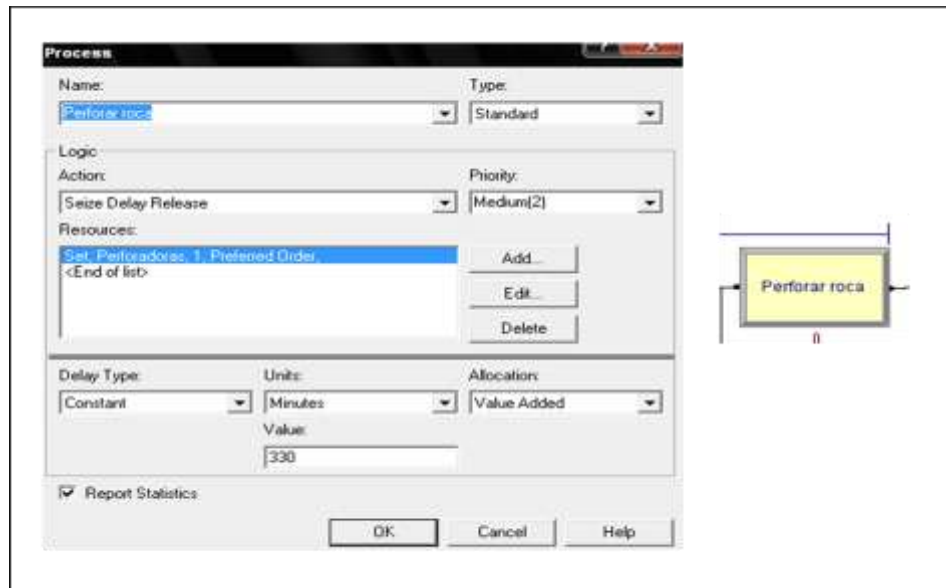 Process
Name:
Type:
Perforar roca
Standard
Logic
Action:
Priority:
Seize Delay Release
Medium(2)
Resources:
Set, Perforadoras, 1, Preferred Order,
<End of list>
Add...
Edit...
Delete
Delay Type:
Units:
Allocation:
Constant
Minutes
Value Added
Value:
330
Report Statistics
OK
Cancel
Help
Perforar roca
0